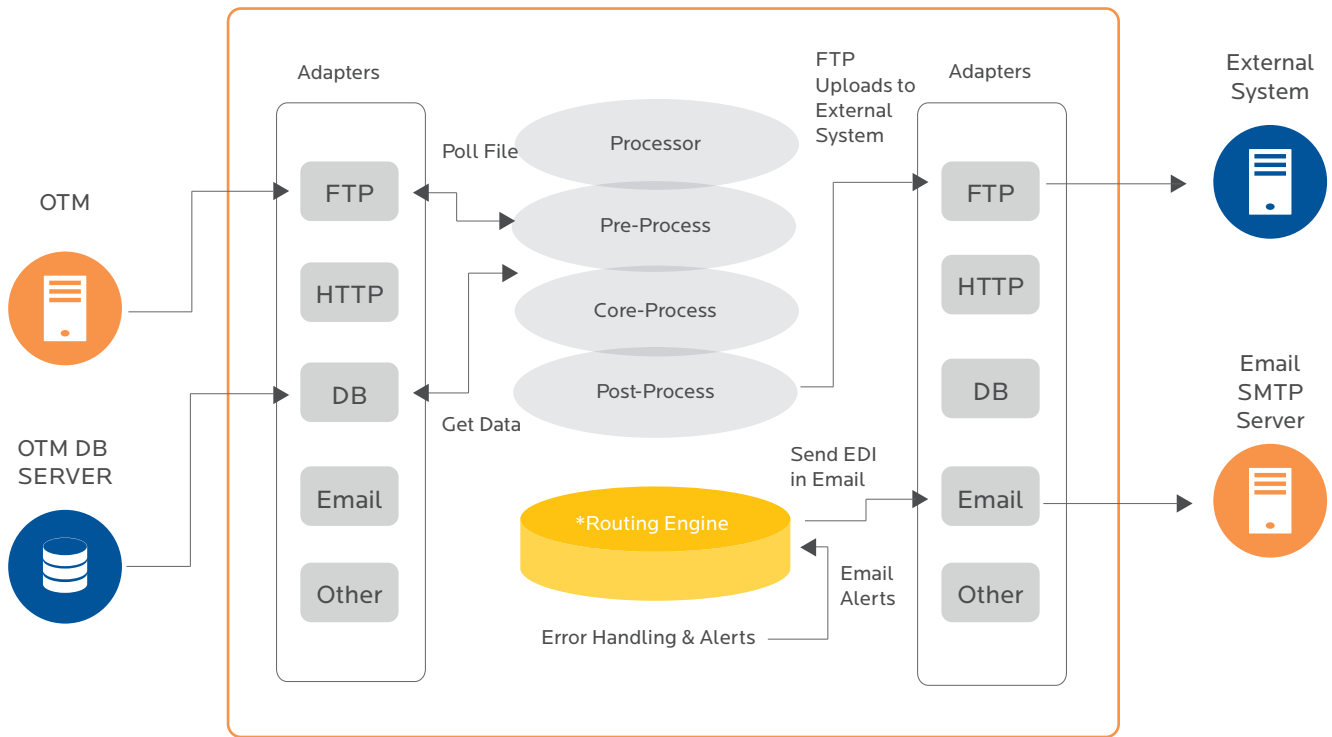 OTM
OTM DB
SERVER
Adapters
FTP
HTTP
DB
Email
Other
Poll File
Get Data
Processor
Pre-Process
Core-Process
Post-Process
*Routing Engine
Error Handling & Alerts
FTP
Uploads to
External
System
Send EDI
in Email
Email
Alerts
Adapters
FTP
HTTP
DB
Email
Other
External
System
Email
SMTP
Server